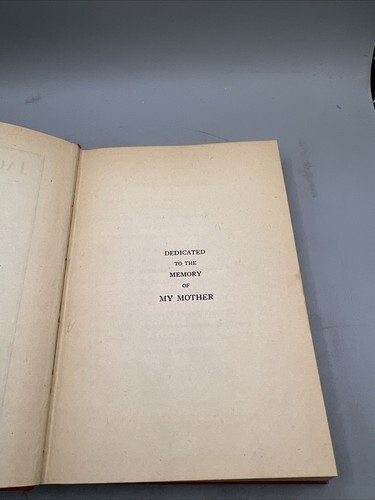 DEDICATED
TO THE
MEMORY
OF
MY MOTHER